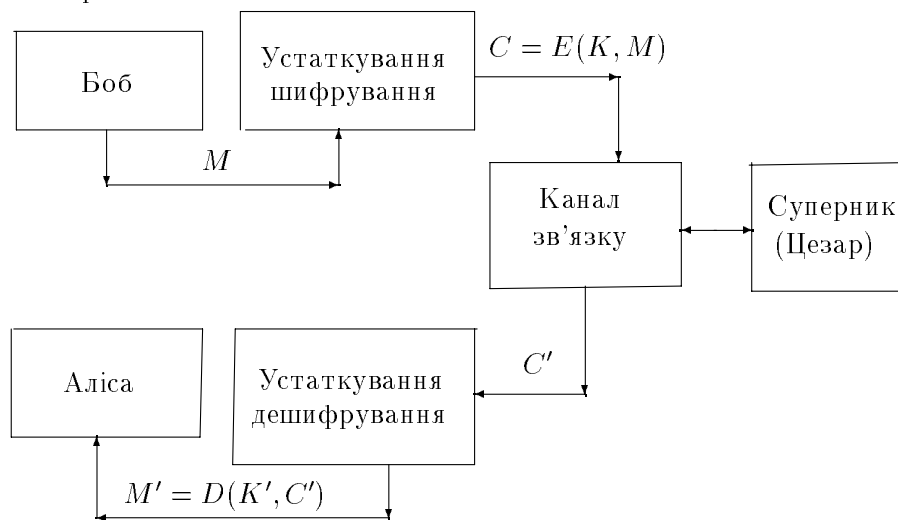 Боб
Устаткування
шифрування
C = E(K, M)
M
Канал
зв'язку
Суперник
(Цезар)
Аліса
Устаткування
дешифрування
C′
M′ = D(K′, C′)